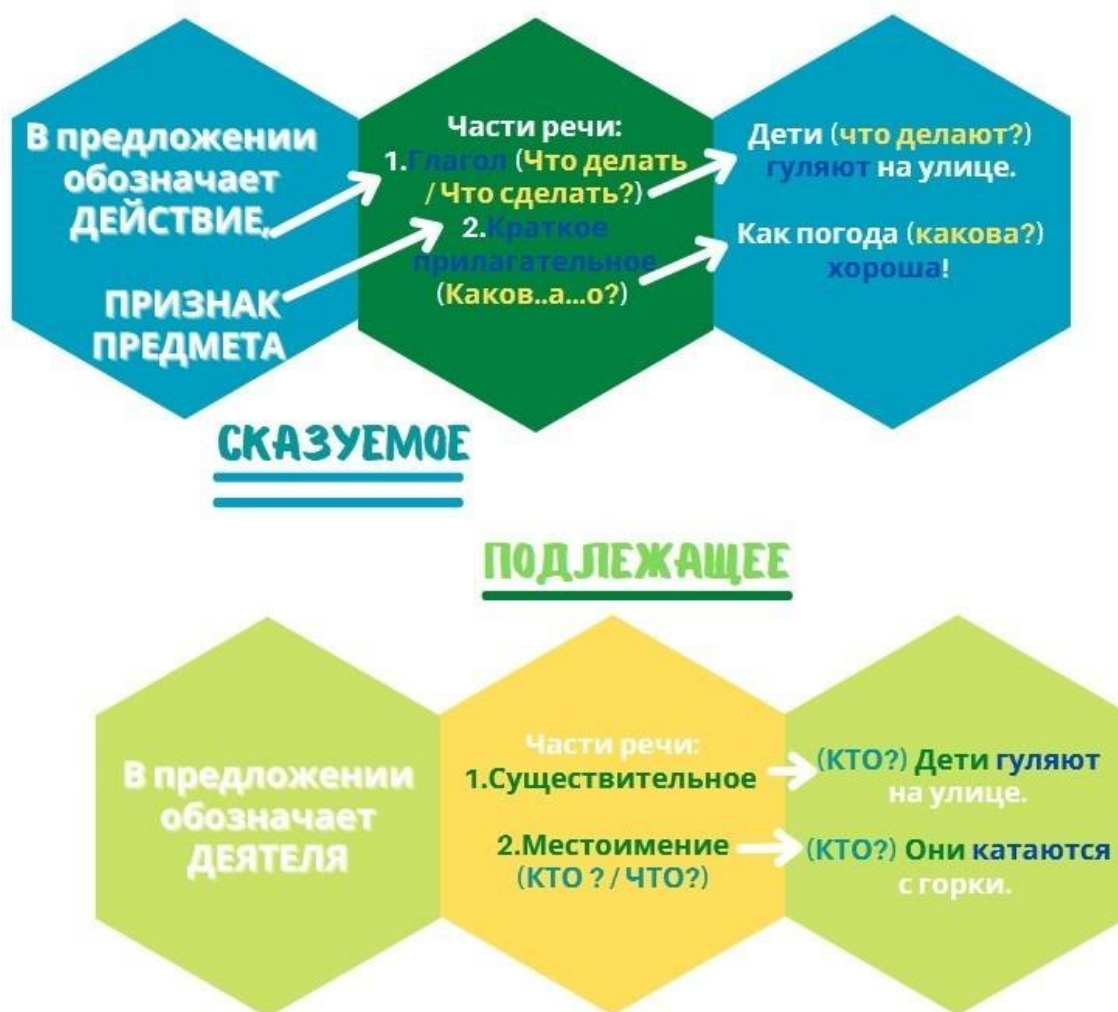 В предложении
обозначает
ДЕЙСТВИЕ,
ПРИЗНАК
ПРЕДМЕТА
Части речи:
1.Глагол (Что делать
/ Что сделать?)
2.Краткое
прилагательное
(Каков..а...о?)
Дети (что делают?)
гуляют на улице.
Как погода (какова?)
хороша!
СКАЗУЕМОЕ
ПОДЛЕЖАЩЕЕ
В предложении
обозначает
ДЕЯТЕЛЯ
Части речи:
1.Существительное
2.Местоимение
(КТО ? / ЧТО?)
(КТО?) Дети гуляют
на улице.
(КТО?) Они катаются
с горки.